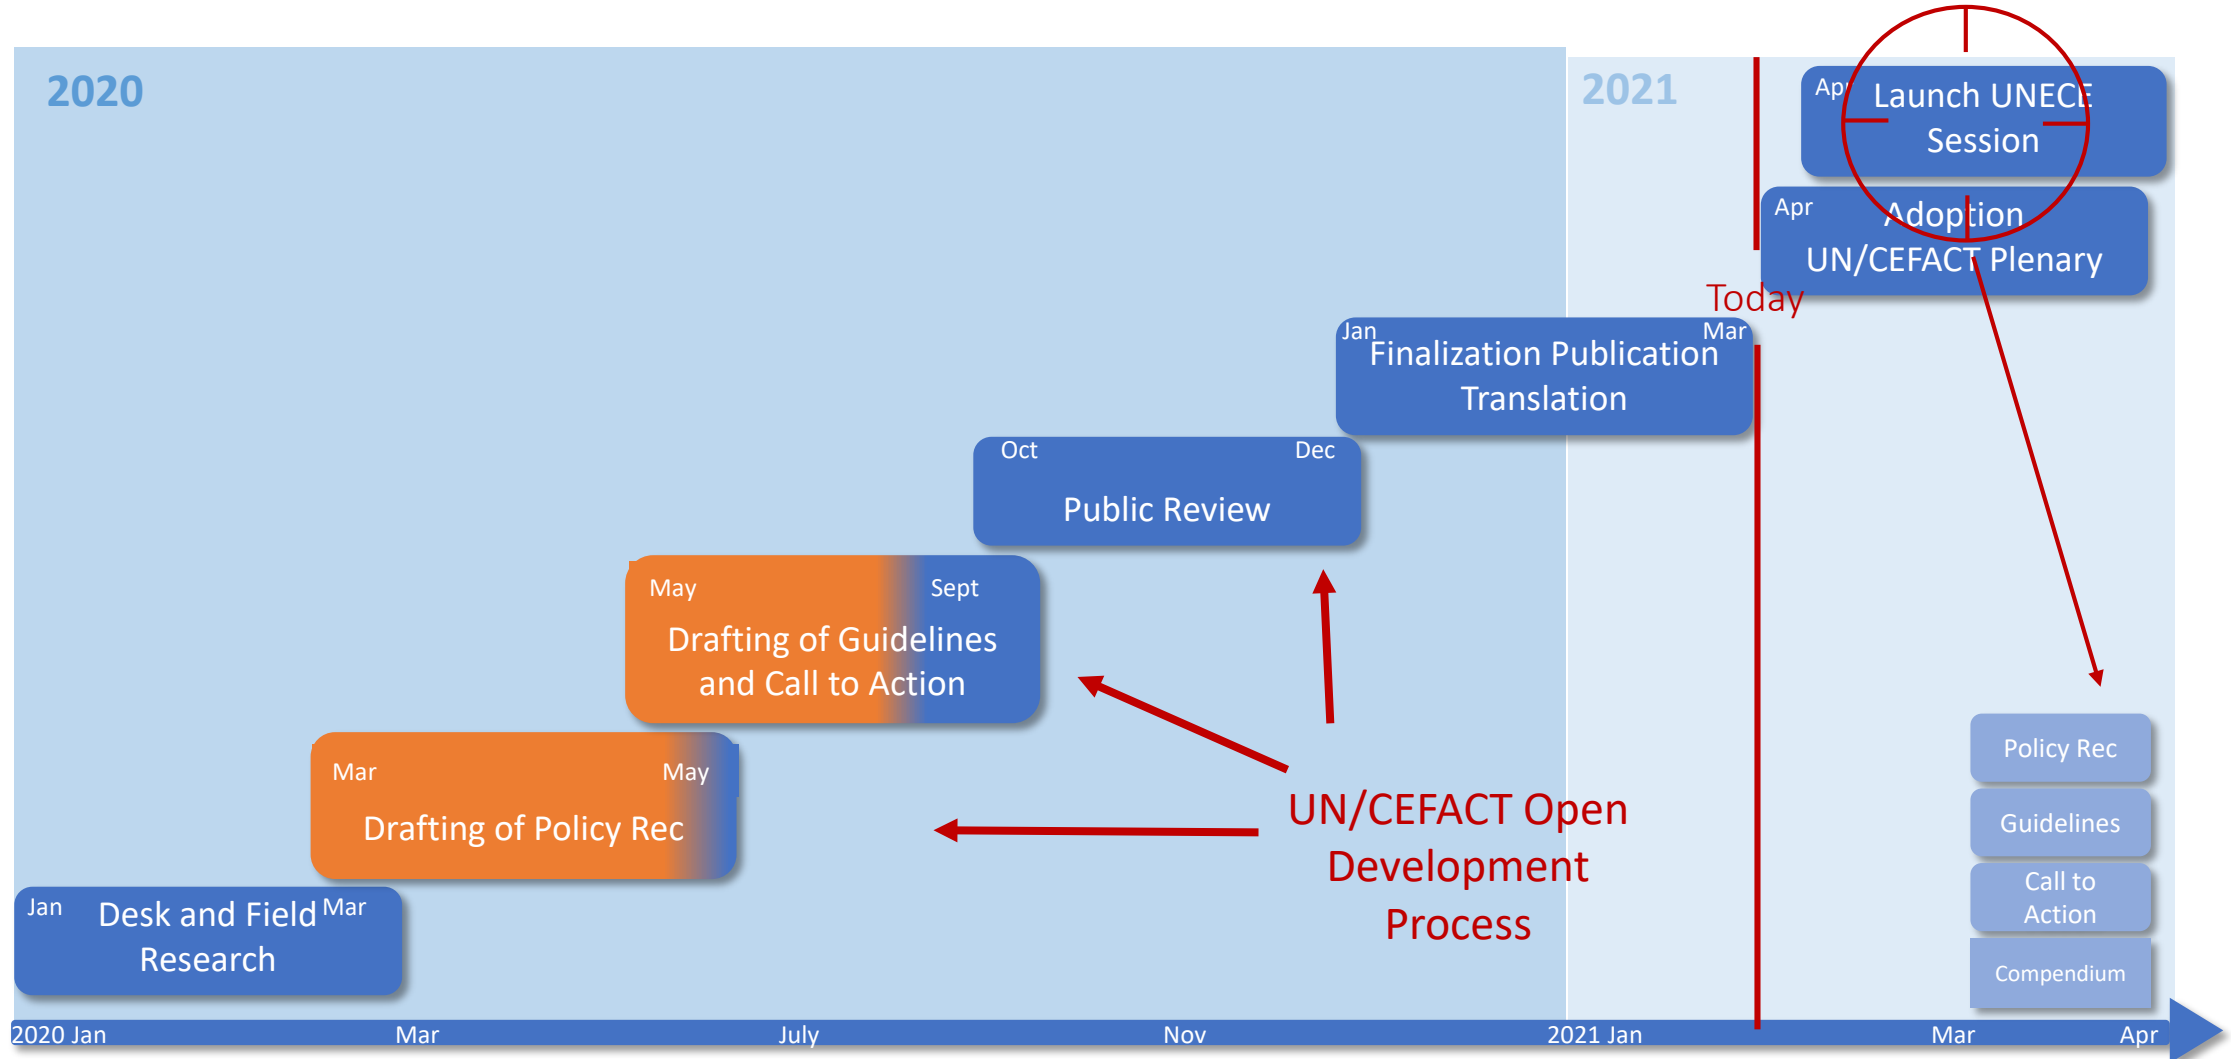 2020
2021
Apr
Launch UNECE
Session
Apr
Adoption
UN/CEFACT Plenary
Today
Jan
Mar
Finalization Publication
Translation
Oct
Dec
Public Review
May
Sept
Drafting of Guidelines
and Call to Action
Mar
May
Drafting of Policy Rec
Jan
Mar
Desk and Field
Research
UN/CEFACT Open
Development
Process
Policy Rec
Guidelines
Call to
Action
Compendium
2020 Jan
Mar
July
Nov
2021 Jan
Mar
Apr